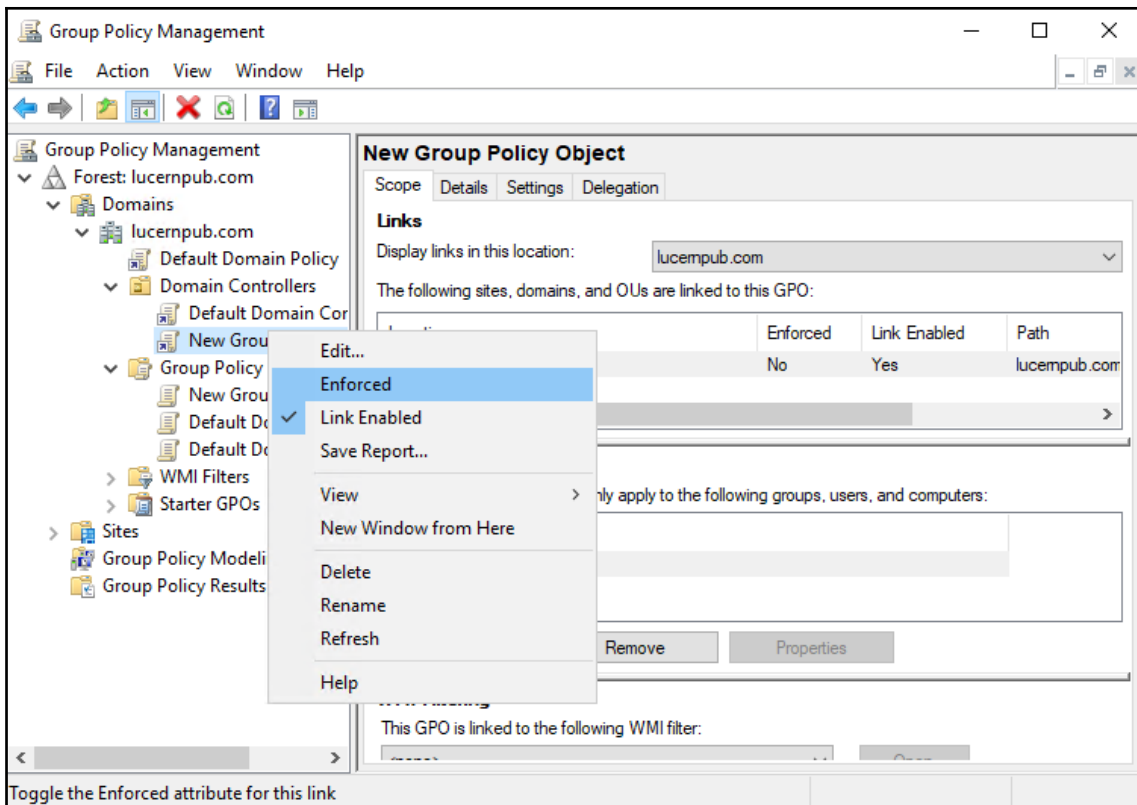 Group Policy Management
File Action View Window Help
Group Policy Management
Forest: lucernpub.com
Domains
lucernpub.com
Default Domain Policy
Domain Controllers
Default Domain Cor
New Grou
Group Policy
New Grou
Default Do
Default De
WMI Filters
Starter GPOs
Sites
Group Policy Modeli
Group Policy Results
Edit...
Enforced
Link Enabled
Save Report...
View
New Window from Here
Delete
Rename
Refresh
Help
New Group Policy Object
Scope Details Settings Delegation
Links
Display links in this location: lucernpub.com
The following sites, domains, and OUs are linked to this GPO:
Enforced Link Enabled Path
No Yes lucernpub.com
nly apply to the following groups, users, and computers:
Remove Properties
This GPO is linked to the following WMI filter:
Toggle the Enforced attribute for this link